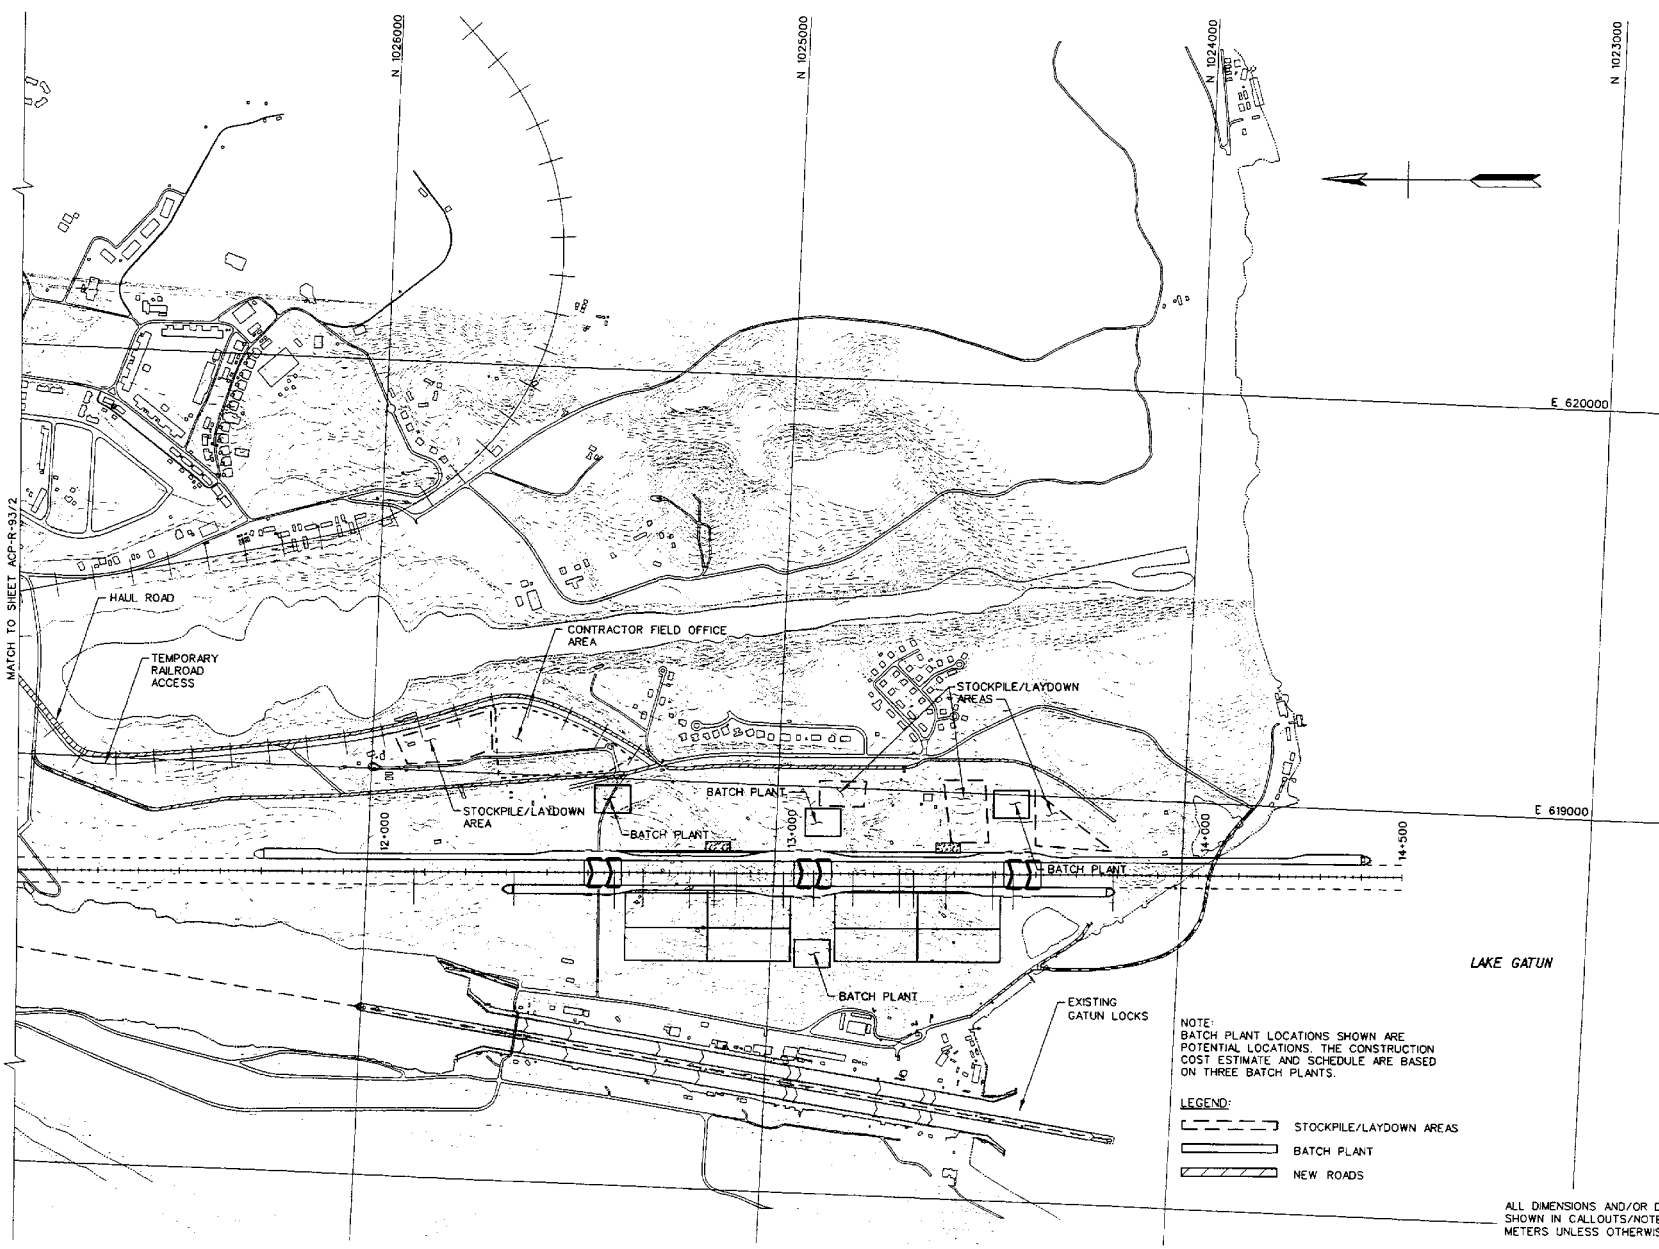 N 1026000
N 1025000
N 1024000
N 1023000
E 620000
MATCH TO SHEET ACP-R-93/2
HAUL ROAD
TEMPORARY
RAILROAD
ACCESS
CONTRACTOR FIELD OFFICE
AREA
STOCKPILE/LAYDOWN
AREAS
BATCH PLANT
STOCKPILE/LAYDOWN
AREA
BATCH PLANT
E 619000
12+000
13+000
14+000
14+500
BATCH PLANT
LAKE GATUN
BATCH PLANT
EXISTING
GATUN LOCKS
NOTE:
BATCH PLANT LOCATIONS SHOWN ARE
POTENTIAL LOCATIONS. THE CONSTRUCTION
COST ESTIMATE AND SCHEDULE ARE BASED
ON THREE BATCH PLANTS.
LEGEND:
STOCKPILE/LAYDOWN AREAS
BATCH PLANT
NEW ROADS
ALL DIMENSIONS AND/OR D
SHOWN IN CALLOUTS/NOTE
METERS UNLESS OTHERWIS